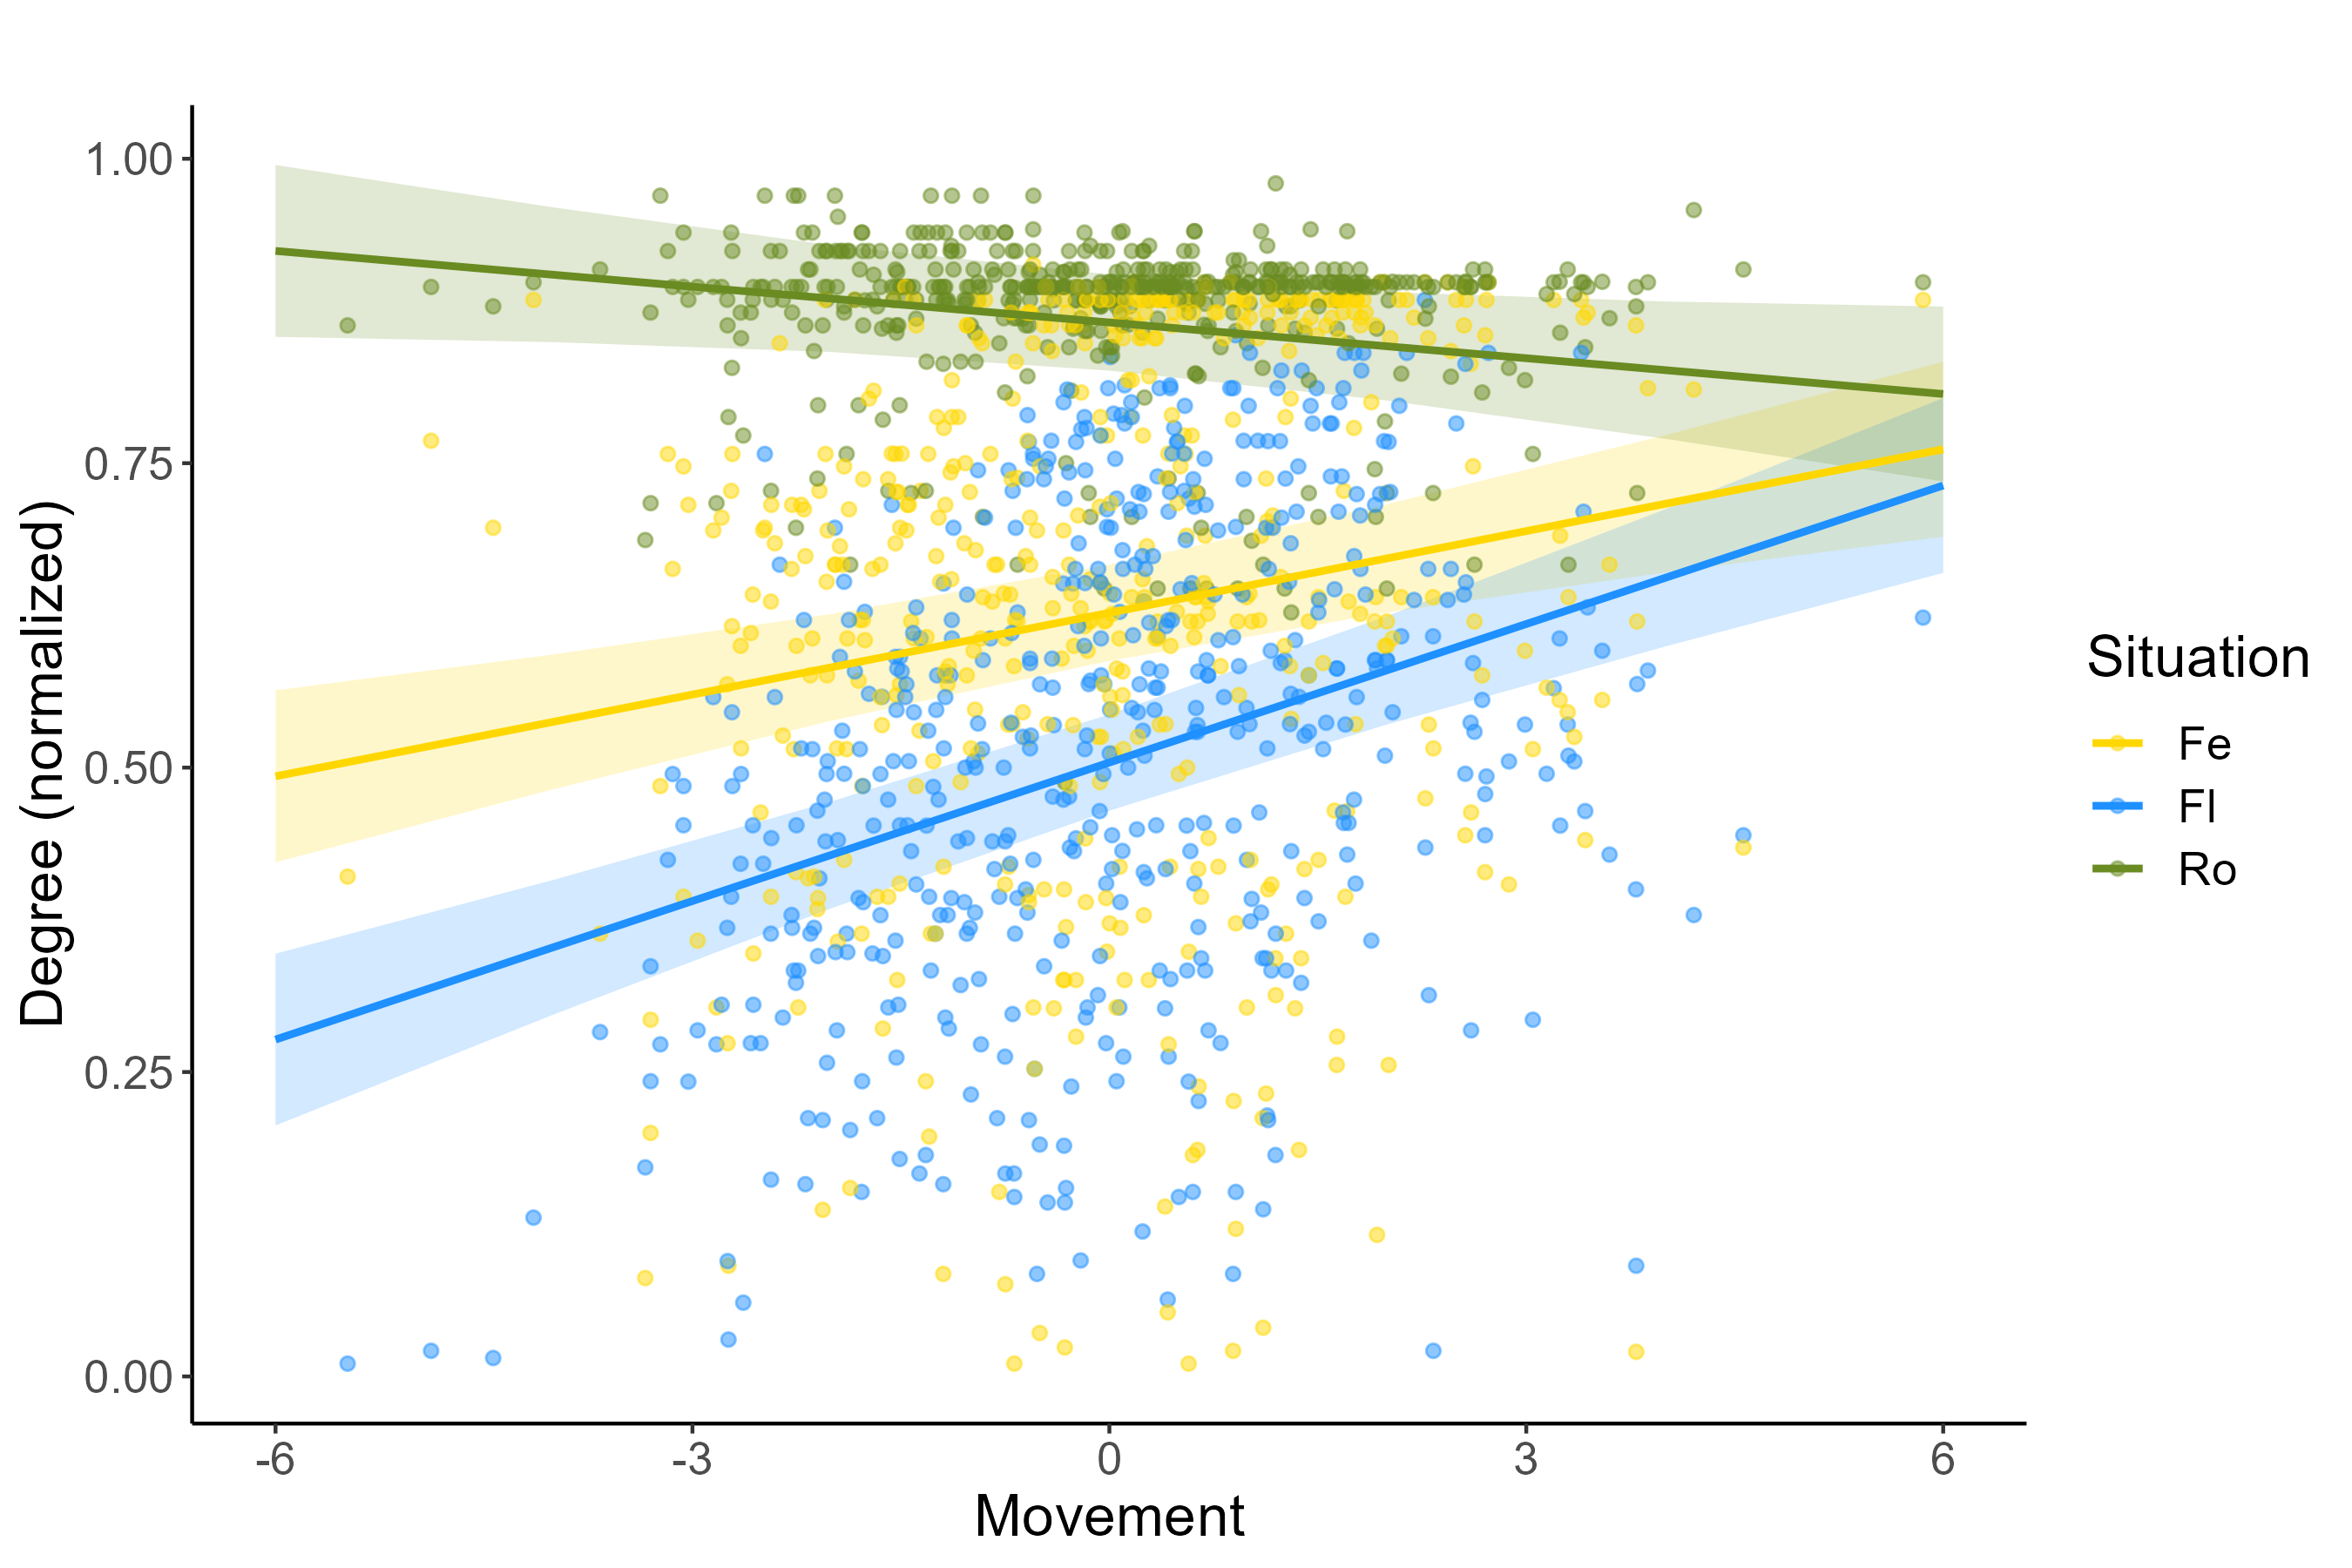 Degree (normalized)
1.00
0.75
0.50
0.25
0.00
-6
-3
0
3
6
Movement
Situation
Fe
Fl
Ro